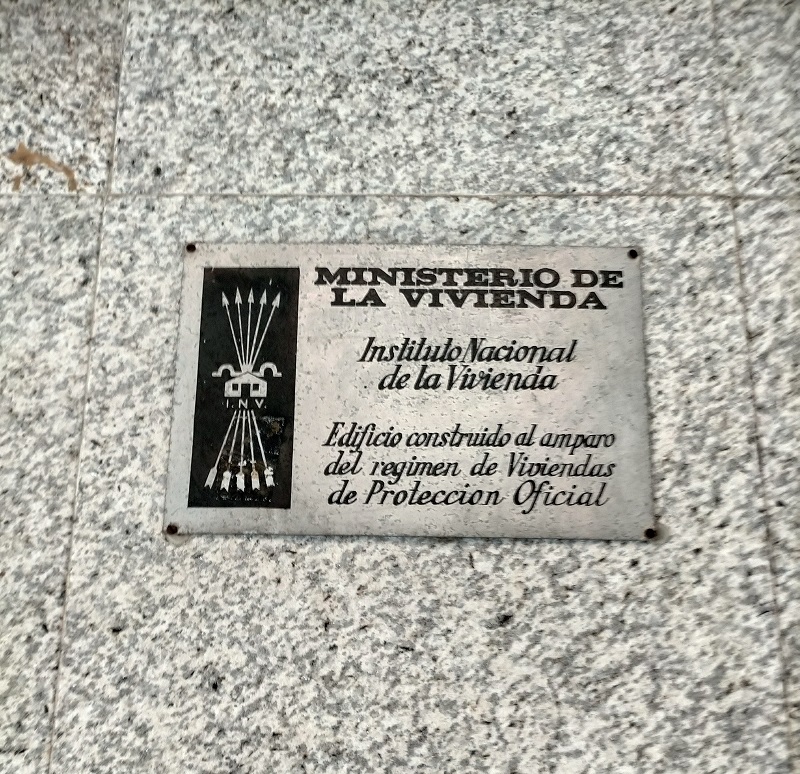 MINISTERIO DE
LA VIVIENDA
Instituto Nacional
de la Vivienda
I.N.V.
Edificio construido al amparo
del regimen de Viviendas
de Proteccion Oficial